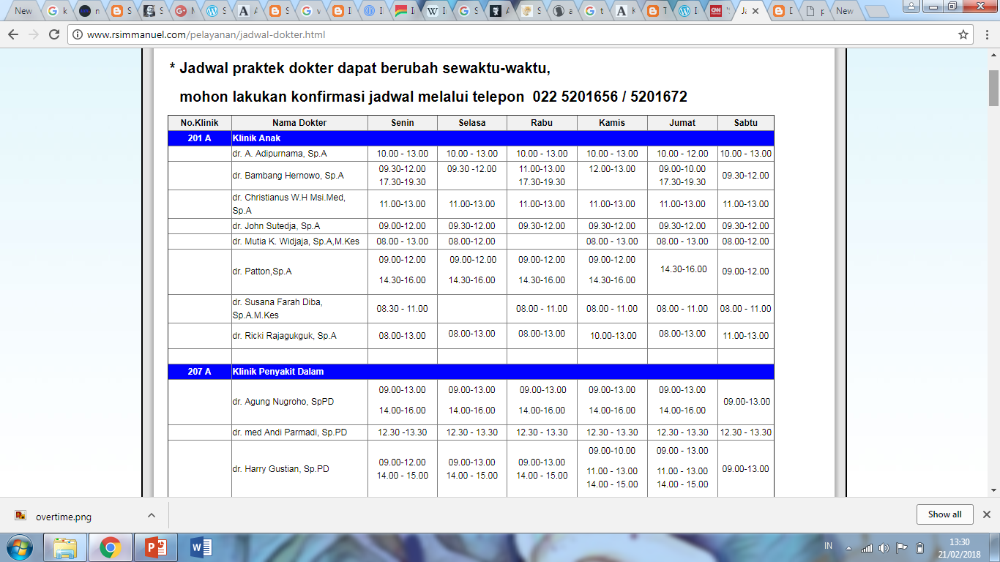 New
www.rsimmanuel.com/pelayanan/jadwal-dokter.html
* Jadwal praktek dokter dapat berubah sewaktu-waktu,
mohon lakukan konfirmasi jadwal melalui telepon 022 5201656 / 5201672
No.Klinik Nama Dokter Senin Selasa Rabu Kamis Jumat Sabtu
201 A Klinik Anak
dr. A. Adipurnama, Sp.A 10.00 - 13.00 10.00 - 13.00 10.00 - 13.00 10.00 - 13.00 10.00 - 12.00 10.00 - 13.00
09.30-12.00 09.30 -12.00 11.00-13.00 12.00-13.00 09.00-10.00
dr. Bambang Hernowo, Sp.A 09.30-12.00
17.30-19.30 17.30-19.30 17.30-19.30
dr. Christianus W.H Msi.Med,
Sp.A 11.00-13.00 11.00-13.00 11.00-13.00 11.00-13.00 11.00-13.00 11.00-13.00
dr. John Sutedja, Sp.A 09.00-12.00 09.30-12.00 09.30-12.00 09.30-12.00 09.30-12.00 09.30-12.00
dr. Mutia K. Widjaja, Sp.A,M.Kes 08.00 - 13.00 08.00-12.00 08.00 - 13.00 08.00 - 13.00 08.00-12.00
09.00-12.00 09.00-12.00 09.00-12.00 09.00-12.00
dr. Patton,Sp.A 14.30-16.00 09.00-12.00
14.30-16.00 14.30-16.00 14.30-16.00 14.30-16.00
dr. Susana Farah Diba,
Sp.A.M.Kes 08.30 - 11.00 08.00 - 11.00 08.00 - 11.00 08.00 - 11.00 08.00 - 11.00
dr. Ricki Rajagukguk, Sp.A 08.00-13.00 08.00-13.00 08.00-13.00 10.00-13.00 08.00-13.00 11.00-13.00
207 A Klinik Penyakit Dalam
09.00-13.00 09.00-13.00 09.00-13.00 09.00-13.00 09.00-13.00
dr. Agung Nugroho, SpPD 09.00-13.00
14.00-16.00 14.00-16.00 14.00-16.00 14.00-16.00 14.00-16.00
dr. med Andi Parmadi, Sp.PD 12.30 -13.30 12.30 - 13.30 12.30 - 13.30 12.30 - 13.30 12.30 - 13.30 12.30 - 13.30
09.00-10.00 09.00 - 13.00
dr. Harry Gustian, Sp.PD 09.00-12.00 09.00-13.00 09.00-13.00 11.00 - 13.00 11.00 - 13.00 09.00-13.00
14.00 - 15.00 14.00 - 15.00 14.00 - 15.00 14.00 - 15.00 14.00 - 15.00
overtime.png
Show all
IN
13:30
21/02/2018